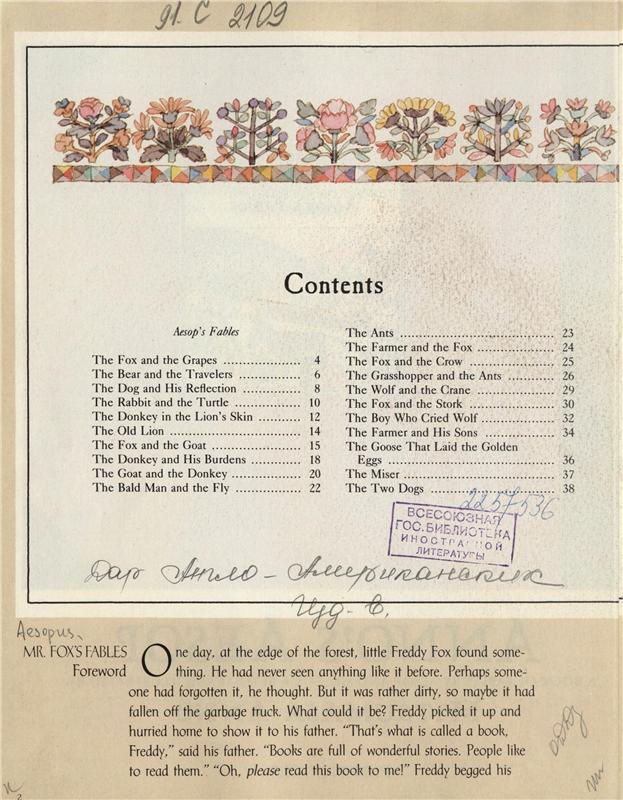 91. С 2109
Contents
Aesop's Fables
The Fox and the Grapes .................. 4
The Bear and the Travelers ............... 6
The Dog and His Reflection ............... 8
The Rabbit and the Turtle ................ 10
The Donkey in the Lion's Skin ............ 12
The Old Lion ............................... 14
The Fox and the Goat ..................... 15
The Donkey and His Burdens ............ 18
The Goat and the Donkey ................. 20
The Bald Man and the Fly ................ 22
The Ants ..................................... 23
The Farmer and the Fox ................... 24
The Fox and the Crow ..................... 25
The Grasshopper and the Ants ........... 26
The Wolf and the Crane ................... 29
The Fox and the Stork ..................... 30
The Boy Who Cried Wolf .................. 32
The Farmer and His Sons .................. 34
The Goose That Laid the Golden
Eggs ........................................ 36
The Miser .................................... 37
The Two Dogs ............................... 38
2257536
ВСЕСОЮЗНАЯ
ГОС. БИБЛИОТЕКА
ИНОСТРАННОЙ
ЛИТЕРАТУРЫ
Дар Англо-Американских
Изд-в.
Aesopus.
MR. FOX'S FABLES
Foreword
One day, at the edge of the forest, little Freddy Fox found some-
thing. He had never seen anything like it before. Perhaps some-
one had forgotten it, he thought. But it was rather dirty, so maybe it had
fallen off the garbage truck. What could it be? Freddy picked it up and
hurried home to show it to his father. “That's what is called a book,
Freddy,” said his father. “Books are full of wonderful stories. People like
to read them.” “Oh, please read this book to me!” Freddy begged his
2